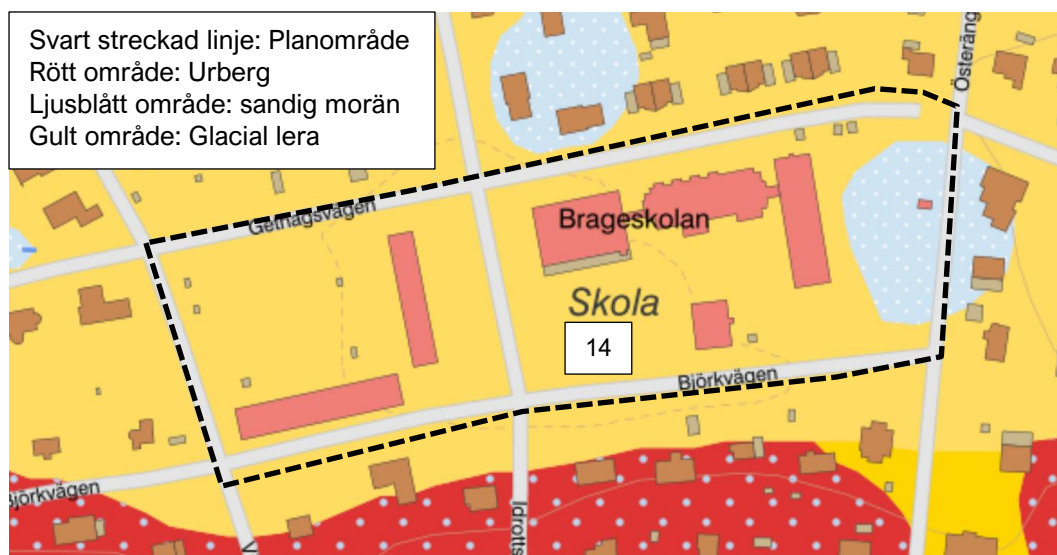 Svart streckad linje: Planområde
Rött område: Urberg
Ljusblått område: sandig morän
Gult område: Glacial lera
Österäng
Gethagsvägen
Brageskolan
Skola
14
Björkvägen
Björkvägen
Idrotts
V